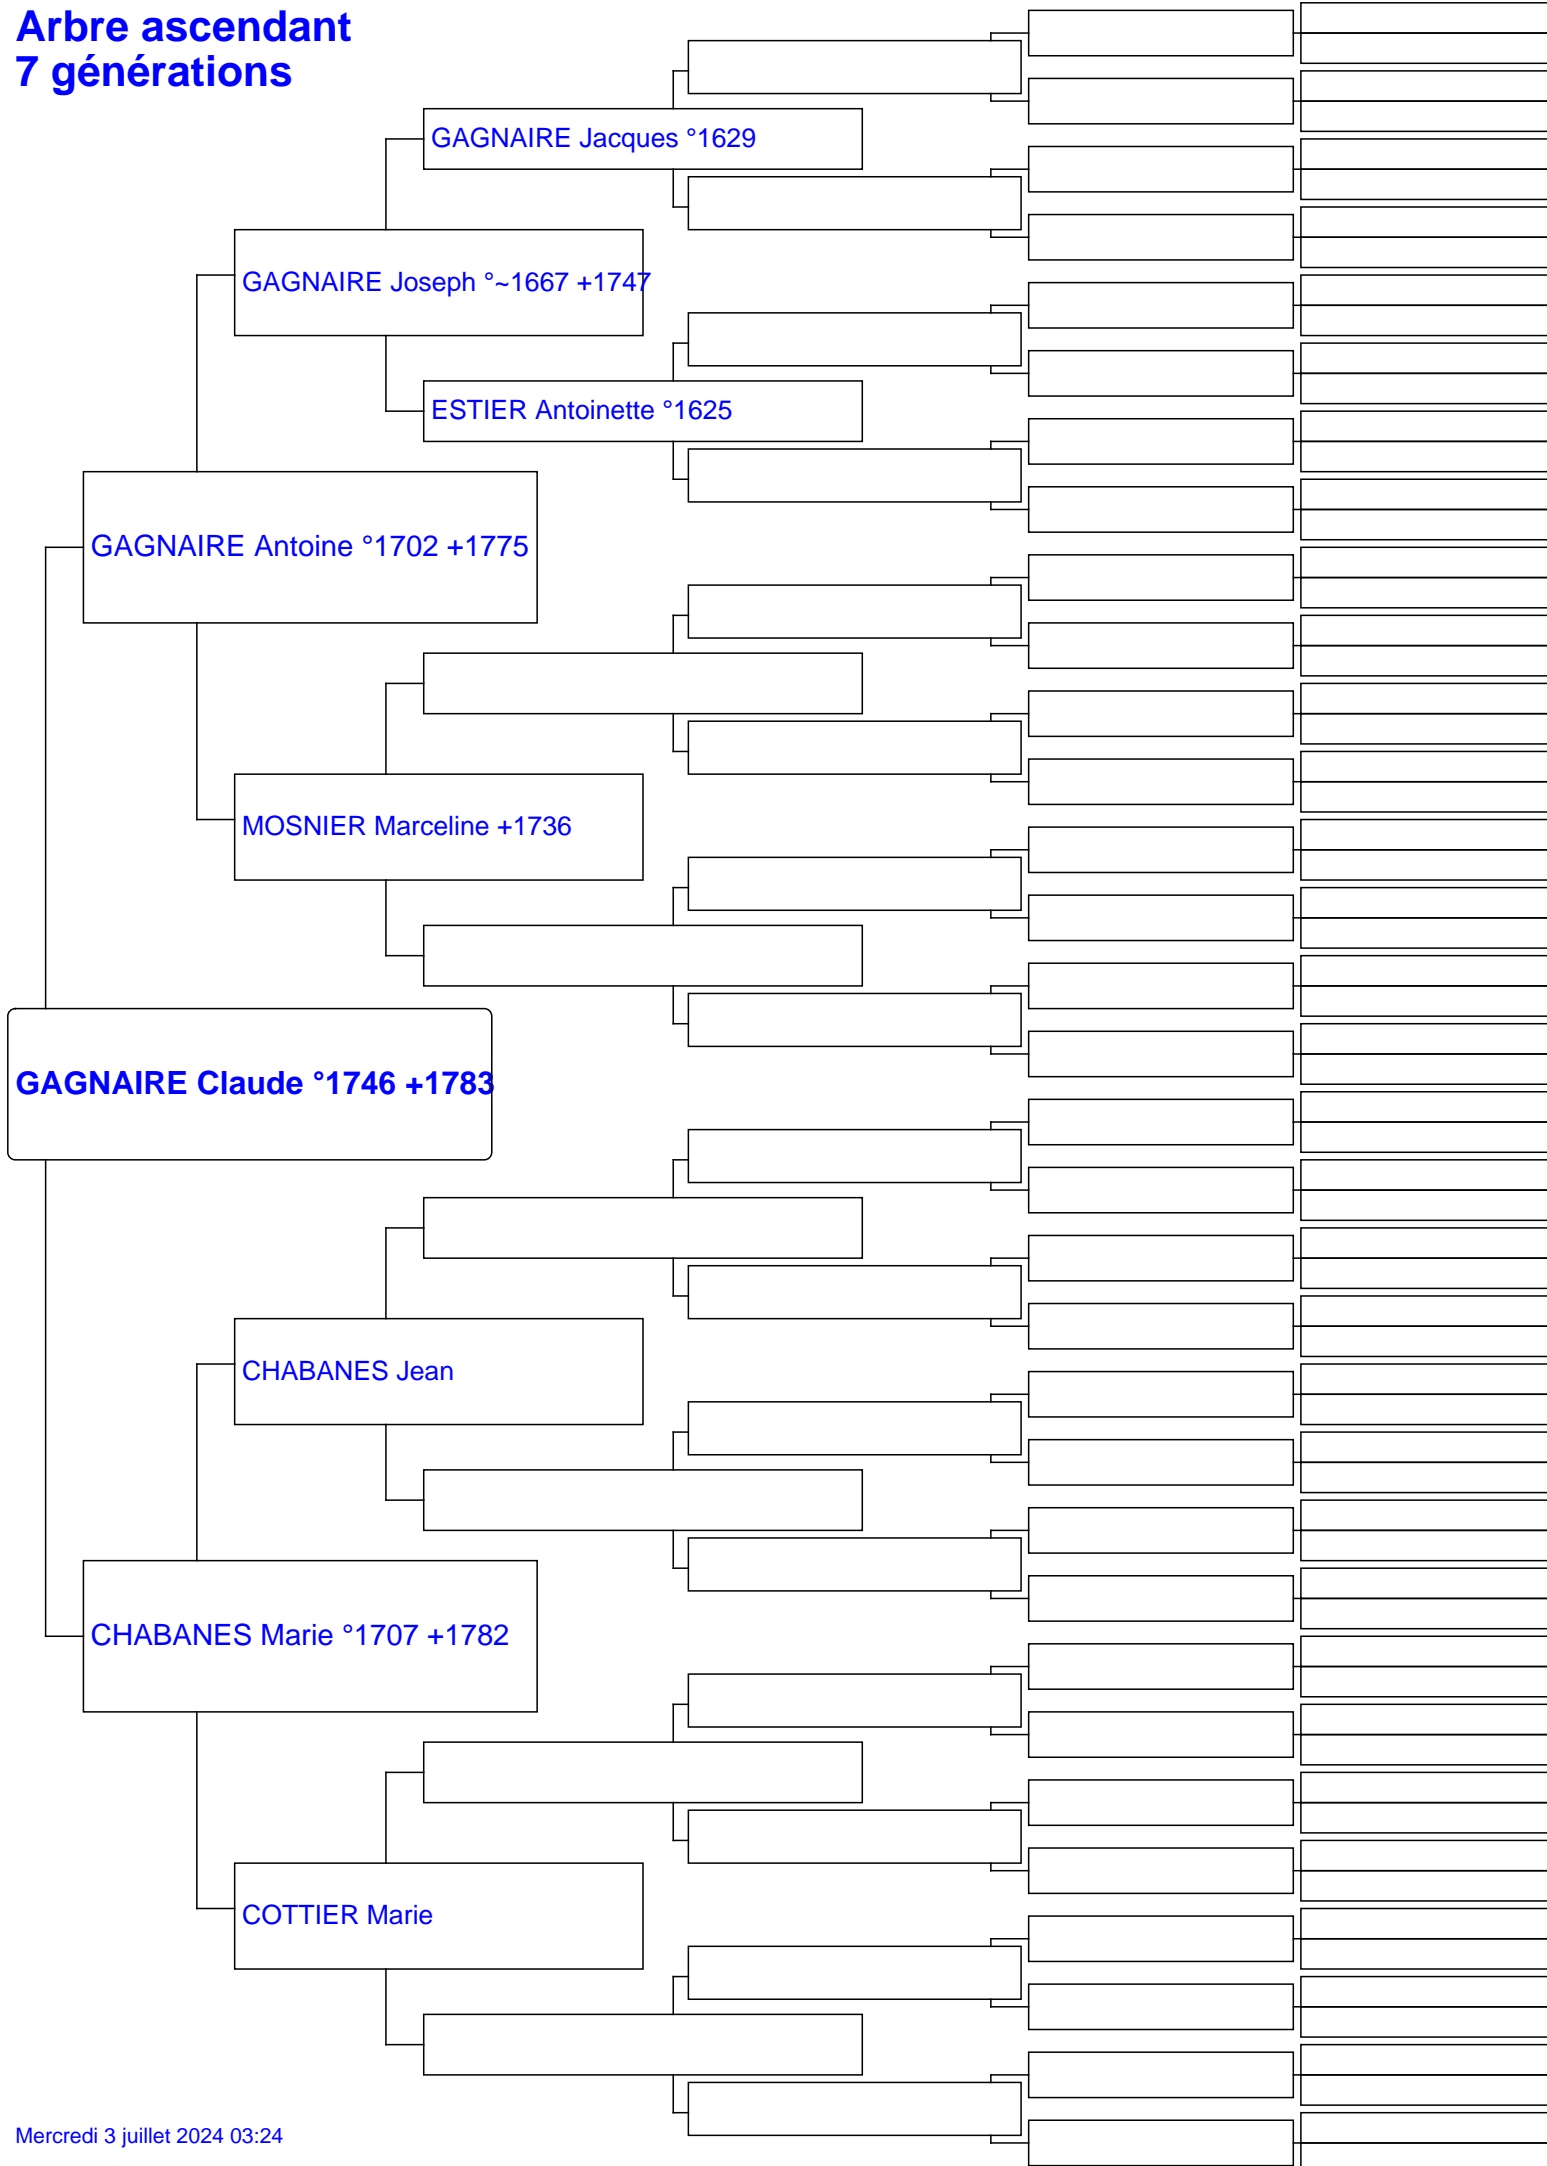 Arbre ascendant
7 générations
GAGNAIRE Jacques °1629
GAGNAIRE Joseph °~1667 +1747
ESTIER Antoinette °1625
GAGNAIRE Antoine °1702 +1775
MOSNIER Marceline +1736
GAGNAIRE Claude °1746 +1783
CHABANES Jean
CHABANES Marie °1707 +1782
COTTIER Marie
Mercredi 3 juillet 2024 03:24